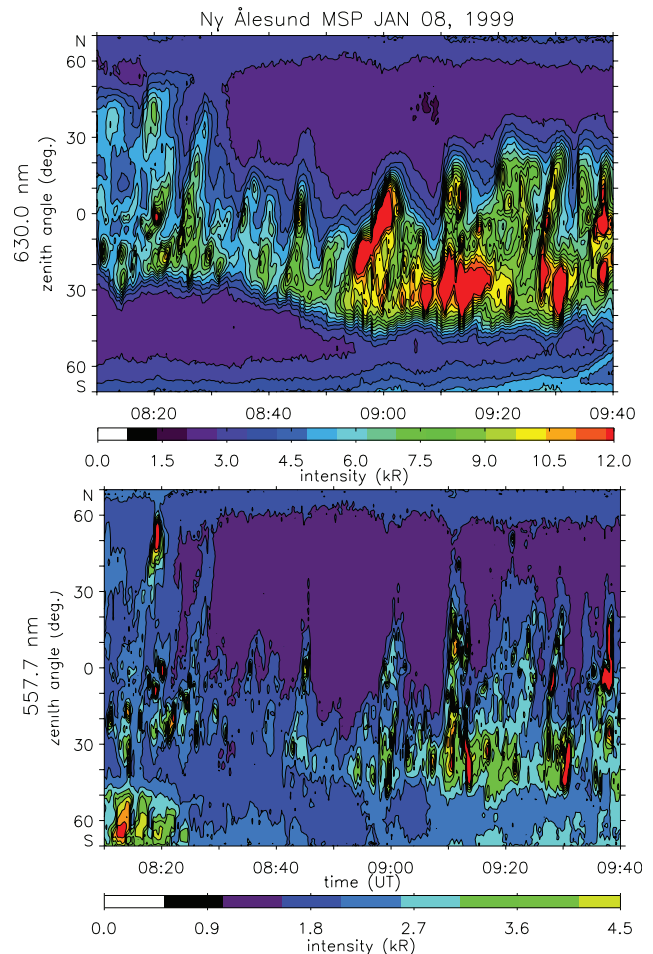 Ny Ålesund MSP JAN 08, 1999
N
60
30
0
30
60
S
630.0 nm
zenith angle (deg.)
08:20 08:40 09:00 09:20 09:40
0.0 1.5 3.0 4.5 6.0 7.5 9.0 10.5 12.0
intensity (kR)
N
60
30
0
30
60
S
557.7 nm
zenith angle (deg.)
08:20 08:40 09:00 09:20 09:40
time (UT)
0.0 0.9 1.8 2.7 3.6 4.5
intensity (kR)